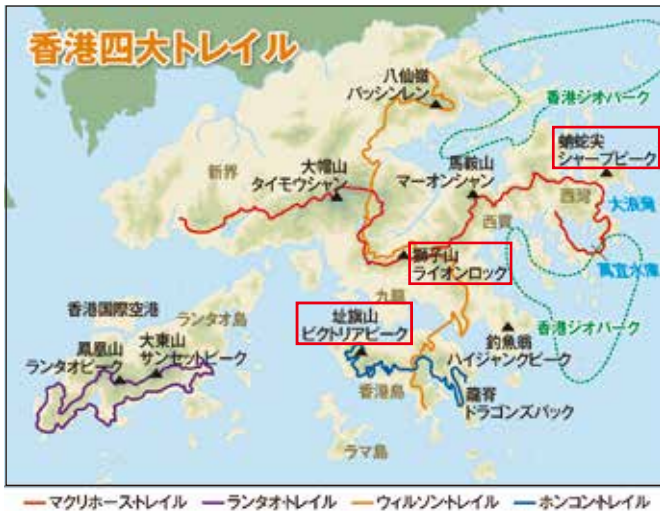 香港四大トレイル
八仙嶺
パッシンレン
香港ジオパーク
蚺蛇尖
シャープピーク
大帽山
タイモウシャン
馬鞍山
マーオンシャン
新界
西灣
大浪灣
西貢
獅子山
ライオンロック
萬宜水庫
九龍
香港国際空港
ランタオ島
址旗山
ビクトリアピーク
香港ジオパーク
鳳凰山
ランタオピーク
大東山
サンセットピーク
釣魚翁
ハイジャンクピーク
香港島
龍脊
ドラゴンズバック
ラマ島
マクリホーストレイル ランタオトレイル ウィルソントレイル ホンコントレイル